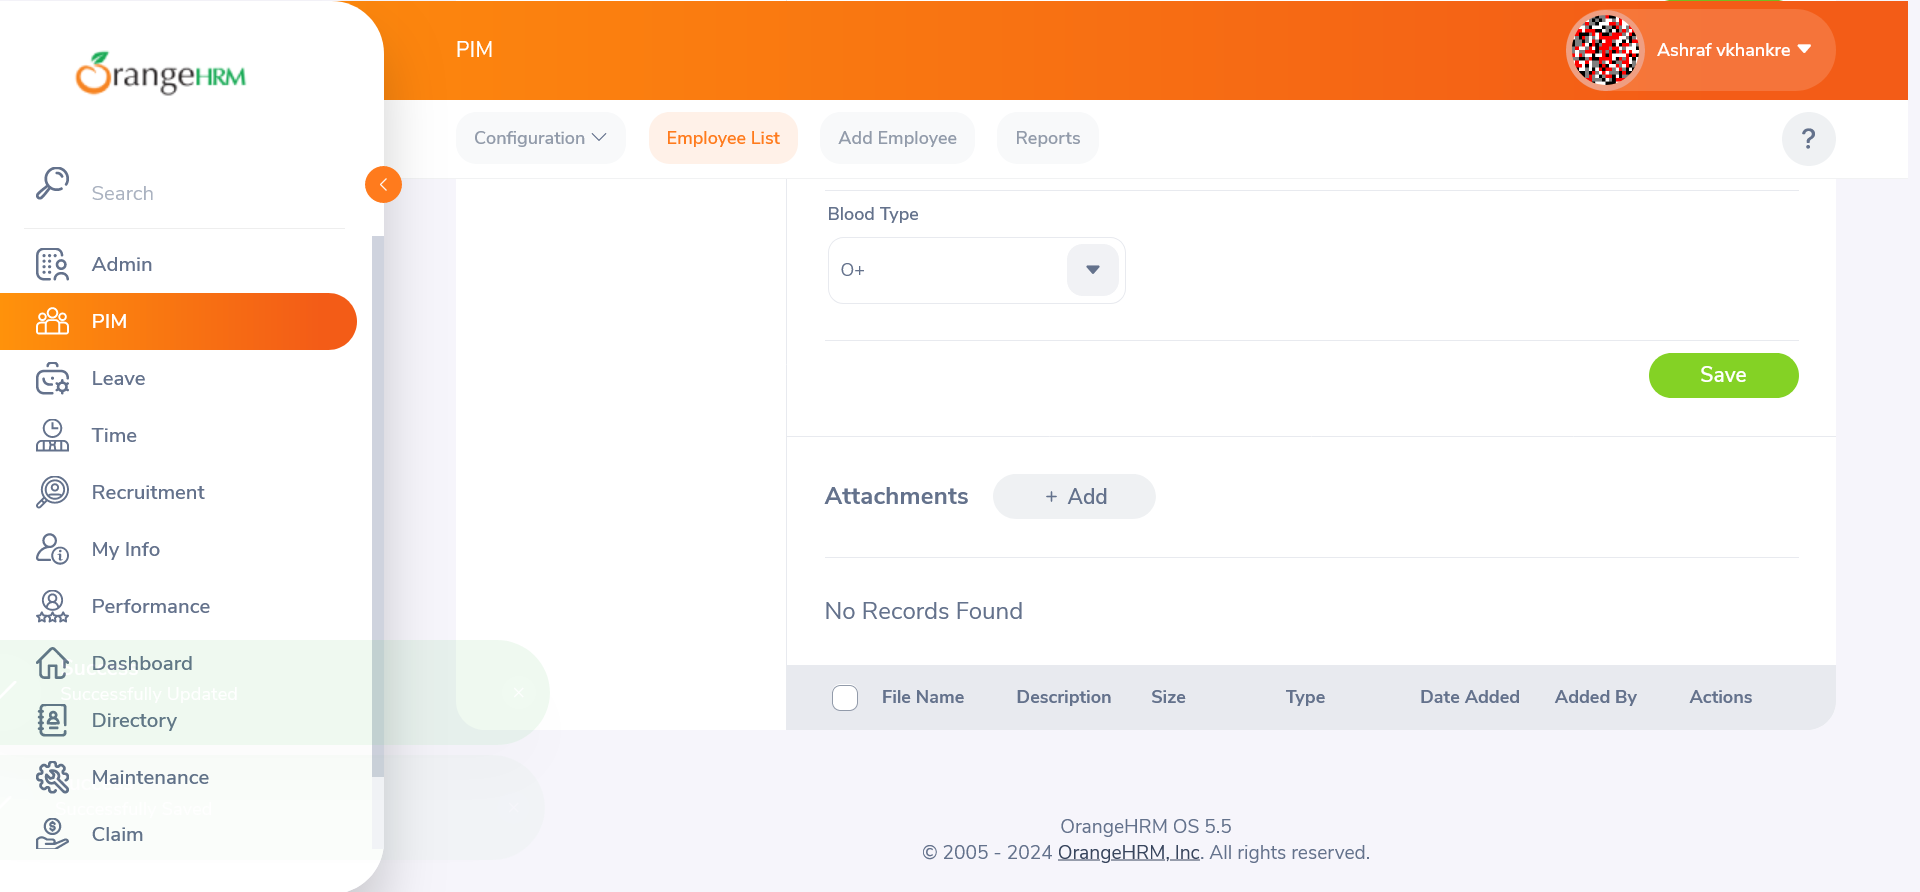 OrangeHRM
PIM
Ashraf vkhankre
Search
Configuration
Employee List
Add Employee
Reports
?
Admin
PIM
Leave
Time
Recruitment
My Info
Performance
Dashboard
Successfully Updated
Directory
Maintenance
Claim
Blood Type
O+
Save
Attachments
+ Add
No Records Found
File Name Description Size Type Date Added Added By Actions
OrangeHRM OS 5.5
© 2005 - 2024 OrangeHRM, Inc. All rights reserved.